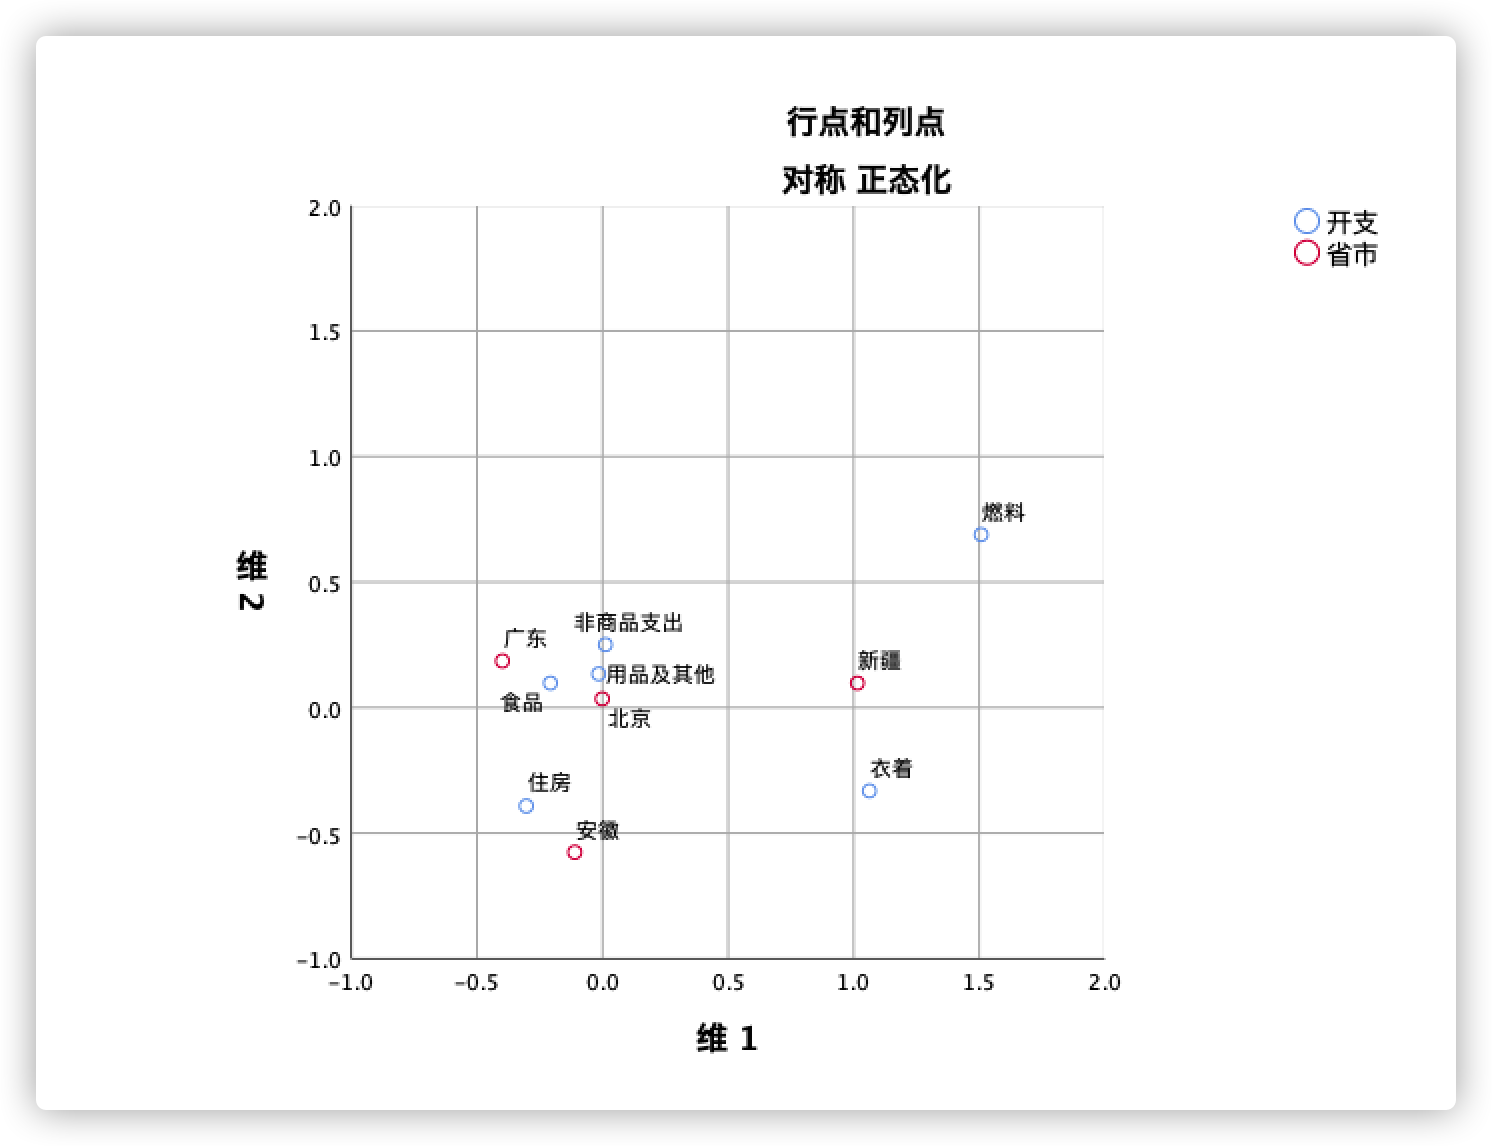 行点和列点
对称 正态化
开支
省市
2.0
1.5
1.0
0.5
0.0
-0.5
-1.0
维 2
燃料
非商品支出
广东
用品及其他
新疆
食品
北京
衣着
住房
安徽
-1.0 -0.5 0.0 0.5 1.0 1.5 2.0
维 1